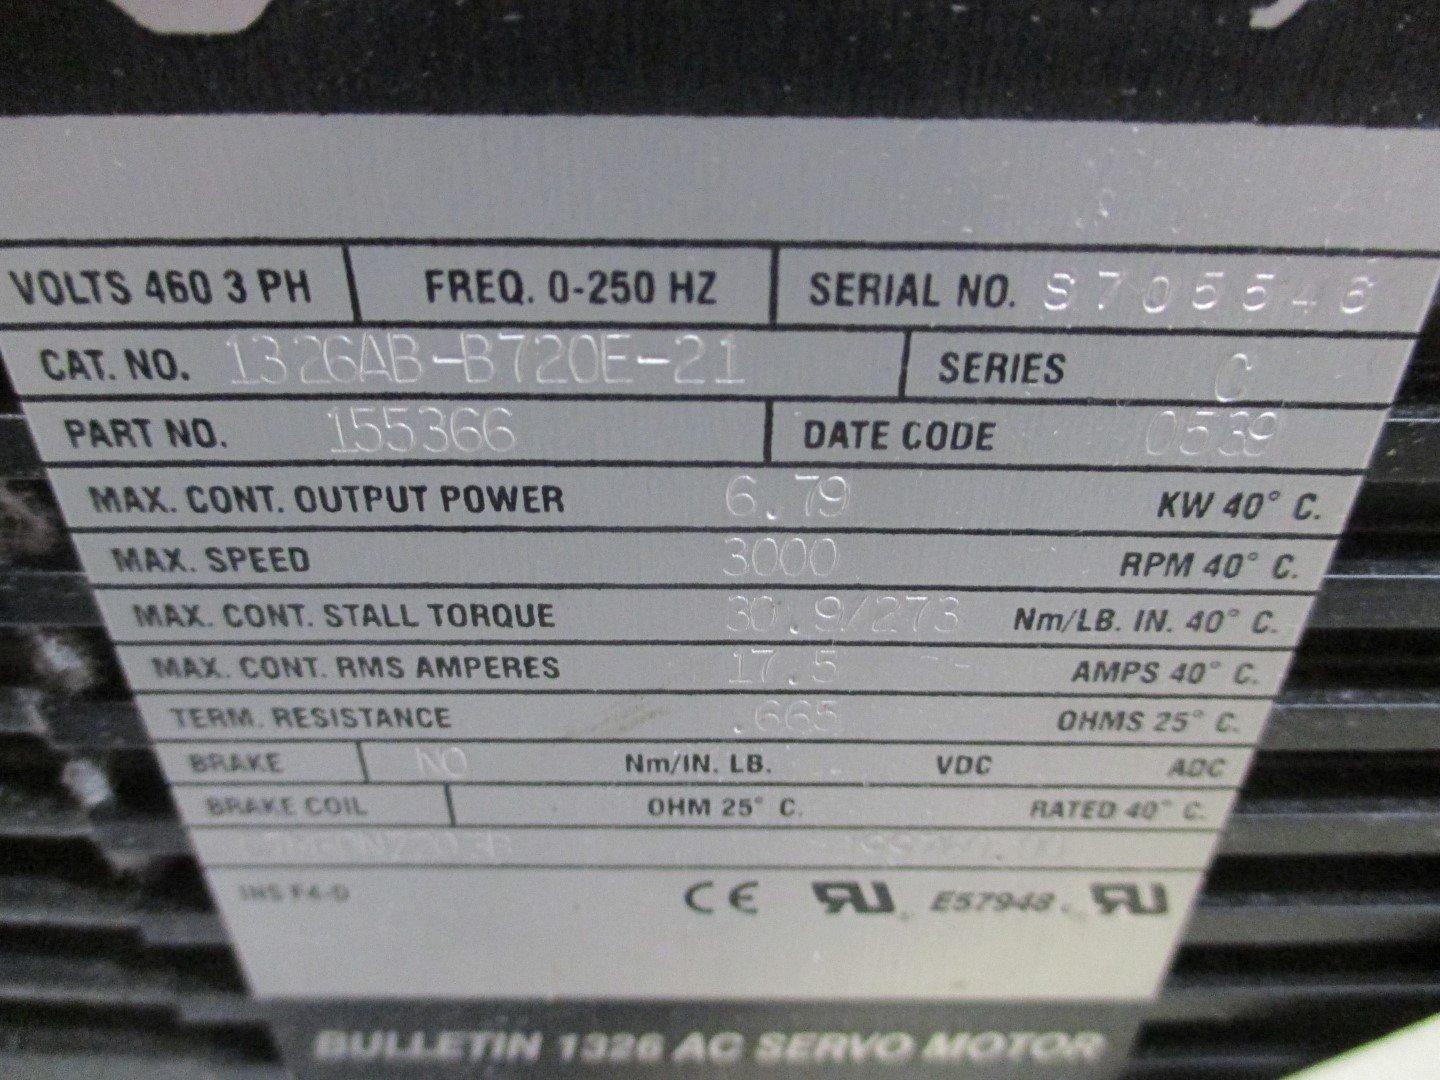 VOLTS 460 3 PH FREQ. 0-250 HZ SERIAL NO. S705546
CAT. NO. 1326AB-B720E-21 SERIES C
PART NO. 155366 DATE CODE 0539
MAX. CONT. OUTPUT POWER 6.79 KW 40° C.
MAX. SPEED 3000 RPM 40° C.
MAX. CONT. STALL TORQUE 30.9/273 Nm/LB. IN. 40° C.
MAX. CONT. RMS AMPERES 17.5 AMPS 40° C.
TERM. RESISTANCE .665 OHMS 25° C.
BRAKE NO Nm/IN. LB. VDC ADC
BRAKE COIL OHM 25° C. RATED 40° C.
INS F4-D CE RU E57948. RU
BULLETIN 1326 AC SERVO MOTOR